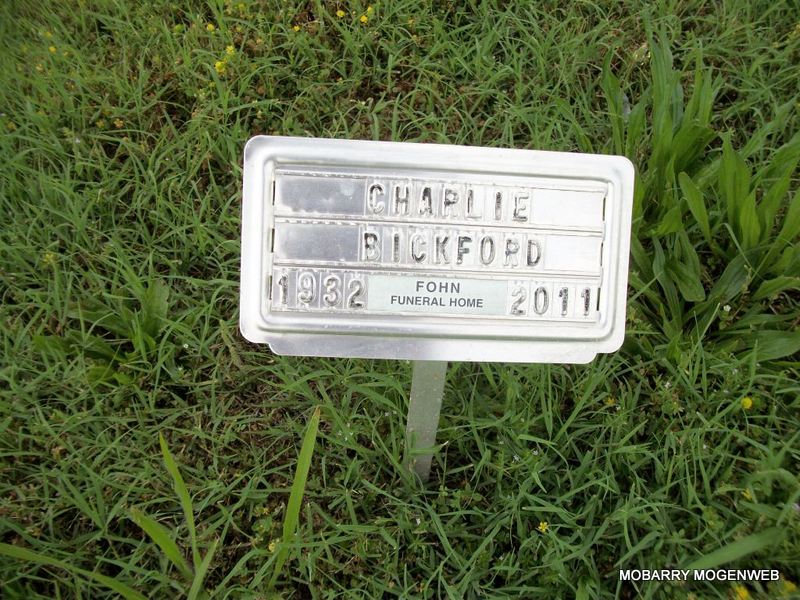 CHARLIE
BICKFORD
1932 FOHN FUNERAL HOME 2011
MOBARRY MOGENWEB